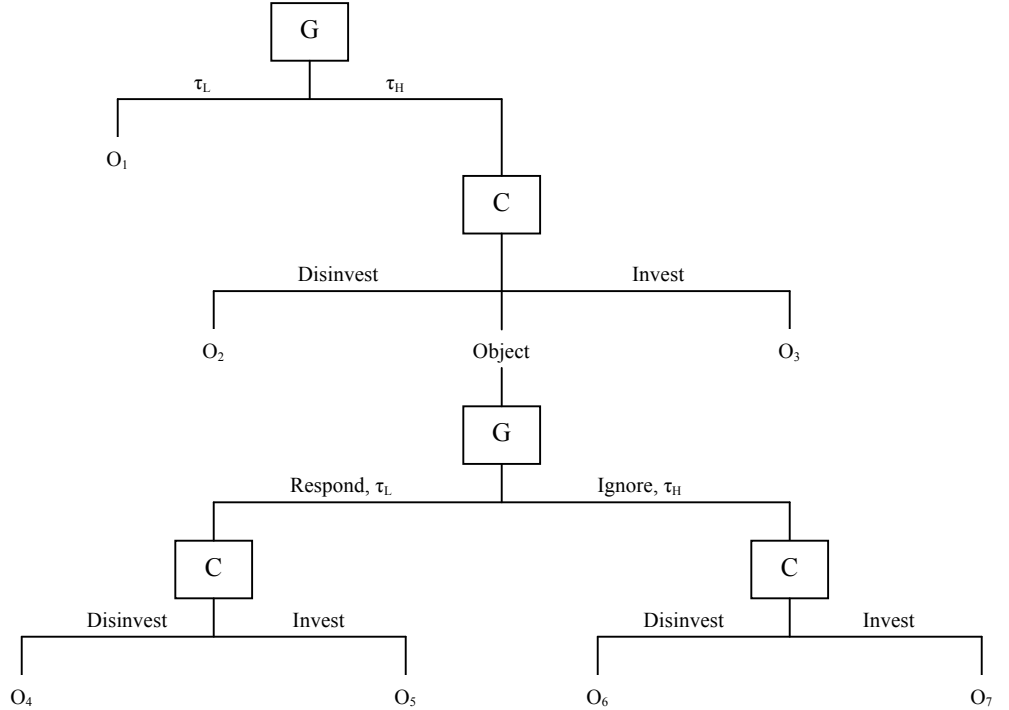 G
τL τH
O1
C
Disinvest Invest
O2 Object O3
G
Respond, τL Ignore, τH
C C
Disinvest Invest Disinvest Invest
O4 O5 O6 O7